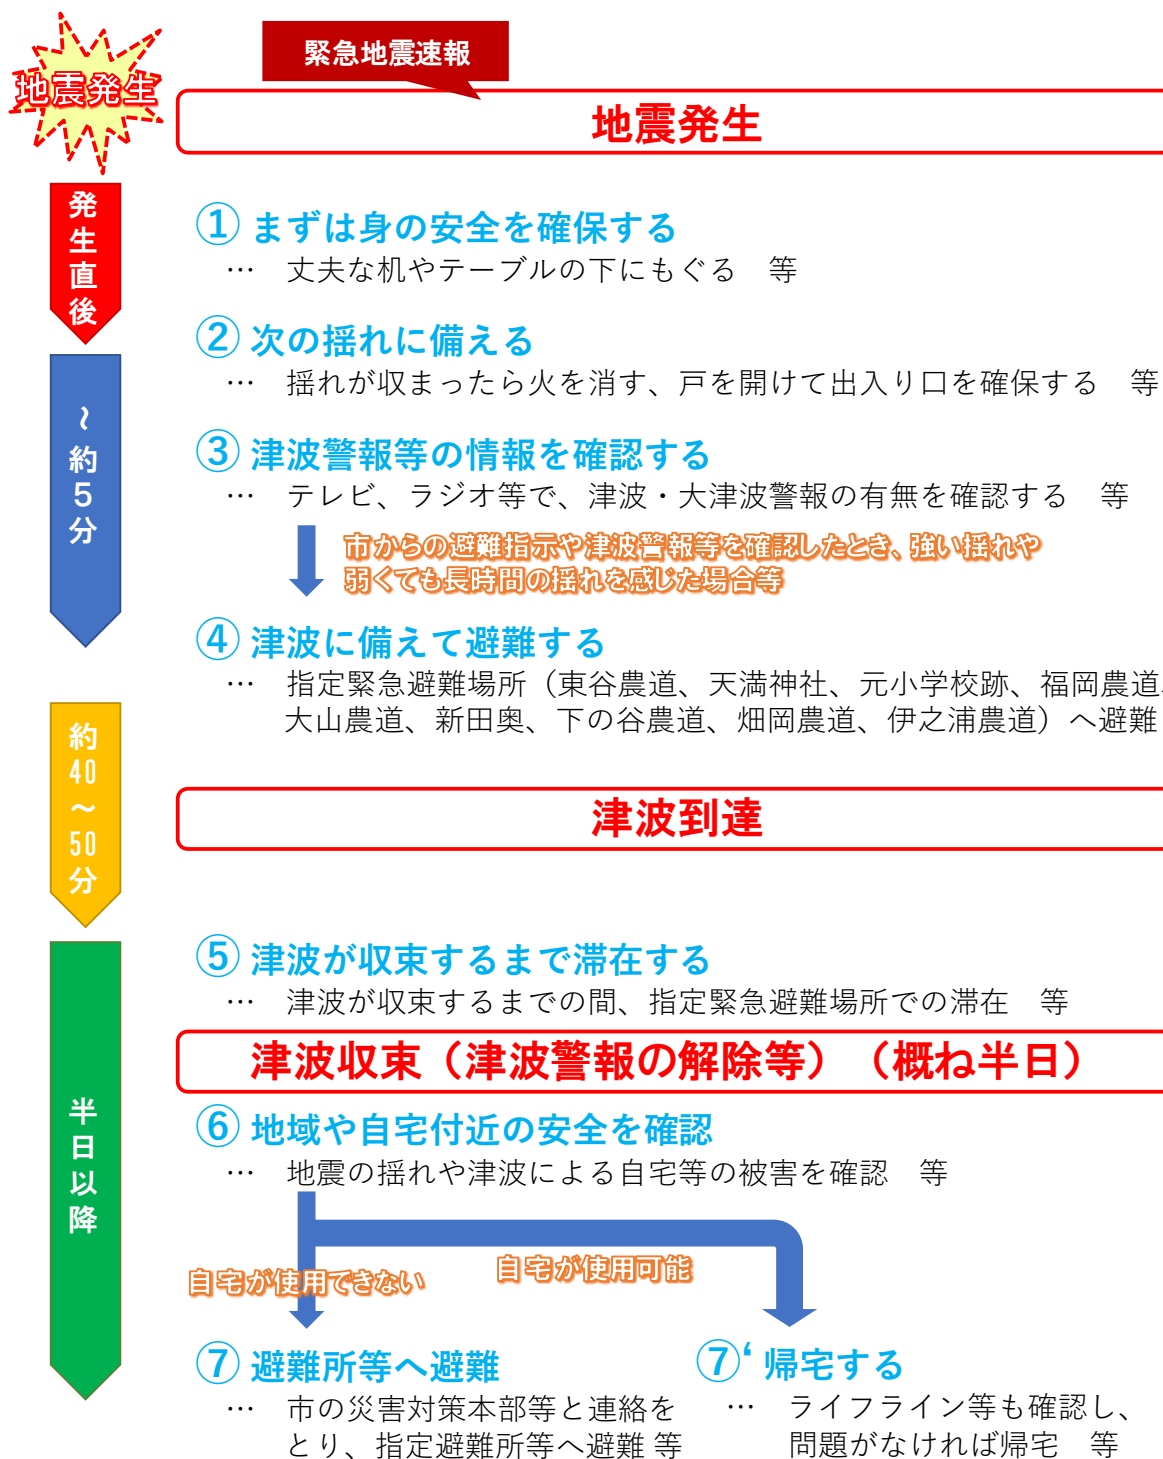 緊急地震速報
地震発生
地震発生
発生直後
① まずは身の安全を確保する
… 丈夫な机やテーブルの下にもぐる 等
② 次の揺れに備える
… 揺れが収まったら火を消す、戸を開けて出入り口を確保する 等
～約5分
③ 津波警報等の情報を確認する
… テレビ、ラジオ等で、津波・大津波警報の有無を確認する 等
市からの避難指示や津波警報等を確認したとき、強い揺れや
弱くても長時間の揺れを感じた場合等
④ 津波に備えて避難する
… 指定緊急避難場所（東谷農道、天満神社、元小学校跡、福岡農道、
大山農道、新田奥、下の谷農道、畑岡農道、伊之浦農道）へ避難
約40～50分
津波到達
⑤ 津波が収束するまで滞在する
… 津波が収束するまでの間、指定緊急避難場所での滞在 等
津波収束（津波警報の解除等）（概ね半日）
半日以降
⑥ 地域や自宅付近の安全を確認
… 地震の揺れや津波による自宅等の被害を確認 等
自宅が使用できない
自宅が使用可能
⑦ 避難所等へ避難
… 市の災害対策本部等と連絡を
とり、指定避難所等へ避難 等
⑦‘ 帰宅する
… ライフライン等も確認し、
問題がなければ帰宅 等